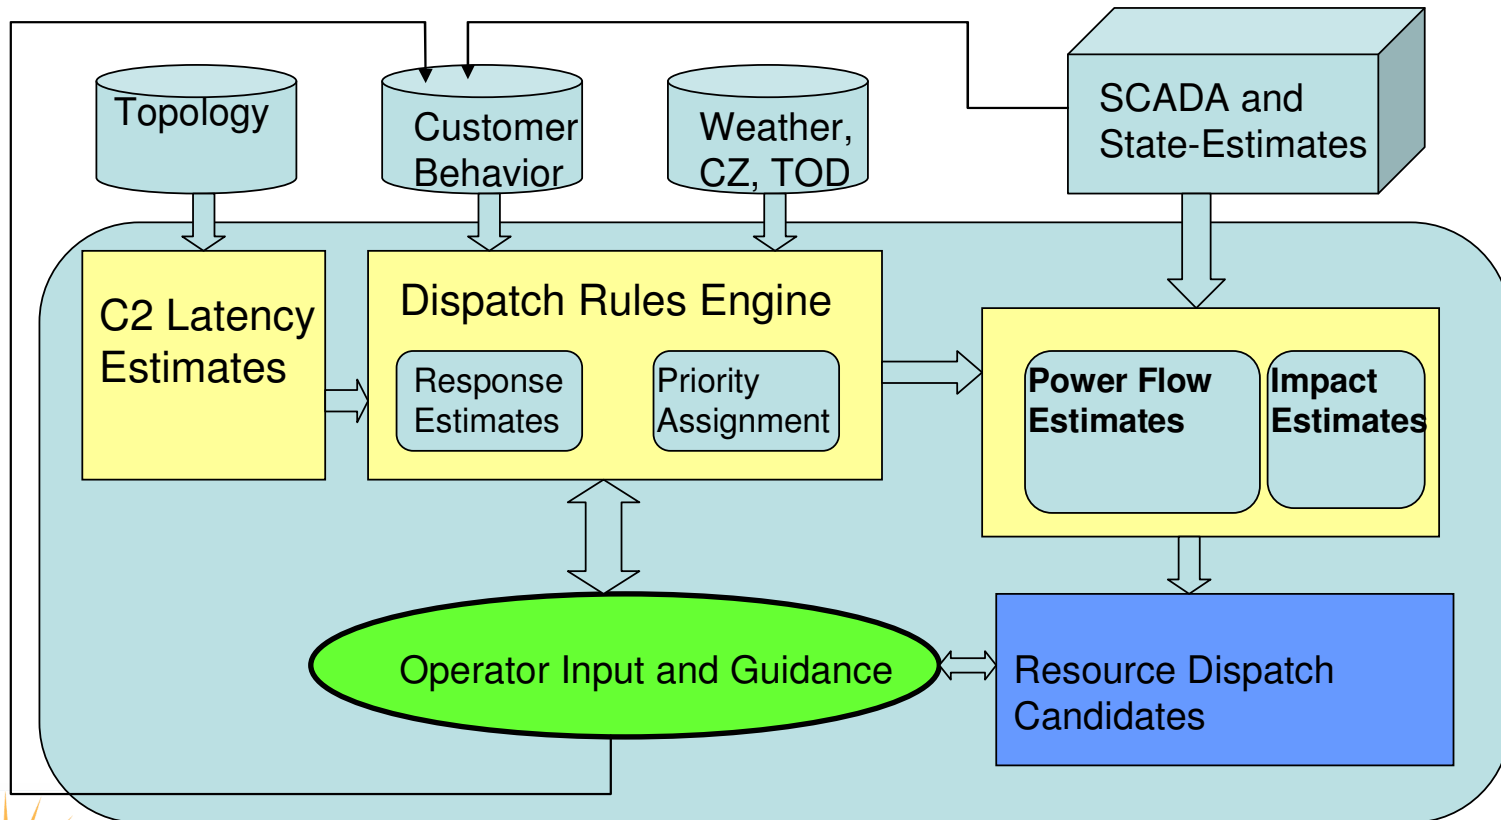 Topology
Customer
Behavior
Weather,
CZ, TOD
SCADA and
State-Estimates
C2 Latency
Estimates
Dispatch Rules Engine
Response
Estimates
Priority
Assignment
Power Flow
Estimates
Impact
Estimates
Operator Input and Guidance
Resource Dispatch
Candidates